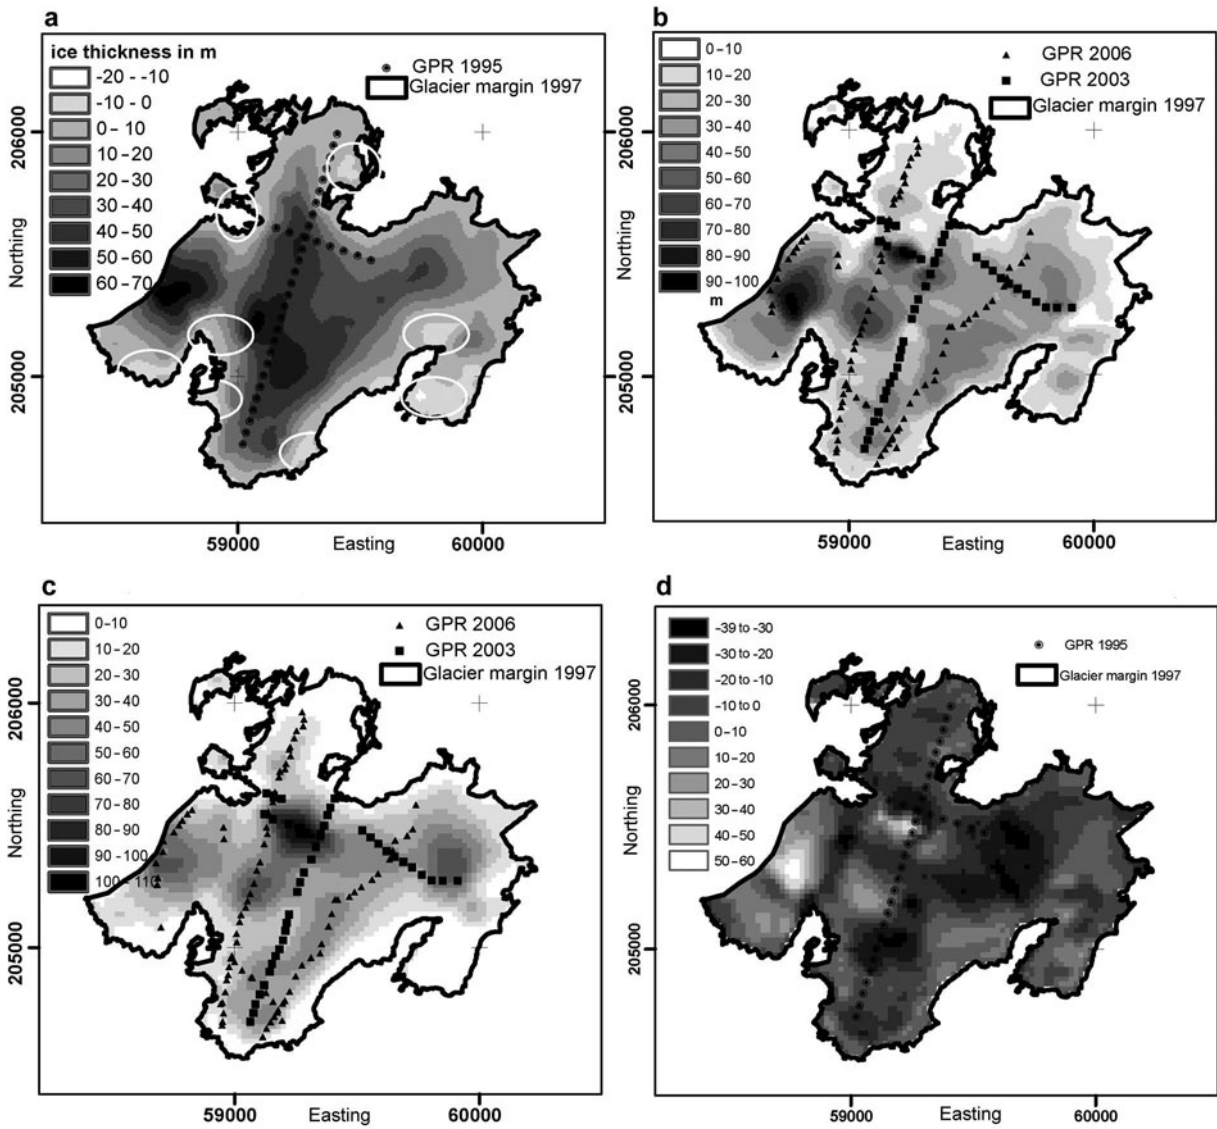 a
ice thickness in m
-20 - -10
-10 - 0
0 - 10
10 - 20
20 - 30
30 - 40
40 - 50
50 - 60
60 - 70
GPR 1995
Glacier margin 1997
206000
Northing
205000
59000
Easting
60000
b
0 - 10
10 - 20
20 - 30
30 - 40
40 - 50
50 - 60
60 - 70
70 - 80
80 - 90
90 - 100
m
GPR 2006
GPR 2003
Glacier margin 1997
206000
Northing
205000
59000
Easting
60000
c
0 - 10
10 - 20
20 - 30
30 - 40
40 - 50
50 - 60
60 - 70
70 - 80
80 - 90
90 - 100
100 - 110
GPR 2006
GPR 2003
Glacier margin 1997
206000
Northing
205000
59000
Easting
60000
d
-39 to -30
-30 to -20
-20 to -10
-10 to 0
0 - 10
10 - 20
20 - 30
30 - 40
40 - 50
50 - 60
GPR 1995
Glacier margin 1997
206000
Northing
205000
59000
Easting
60000